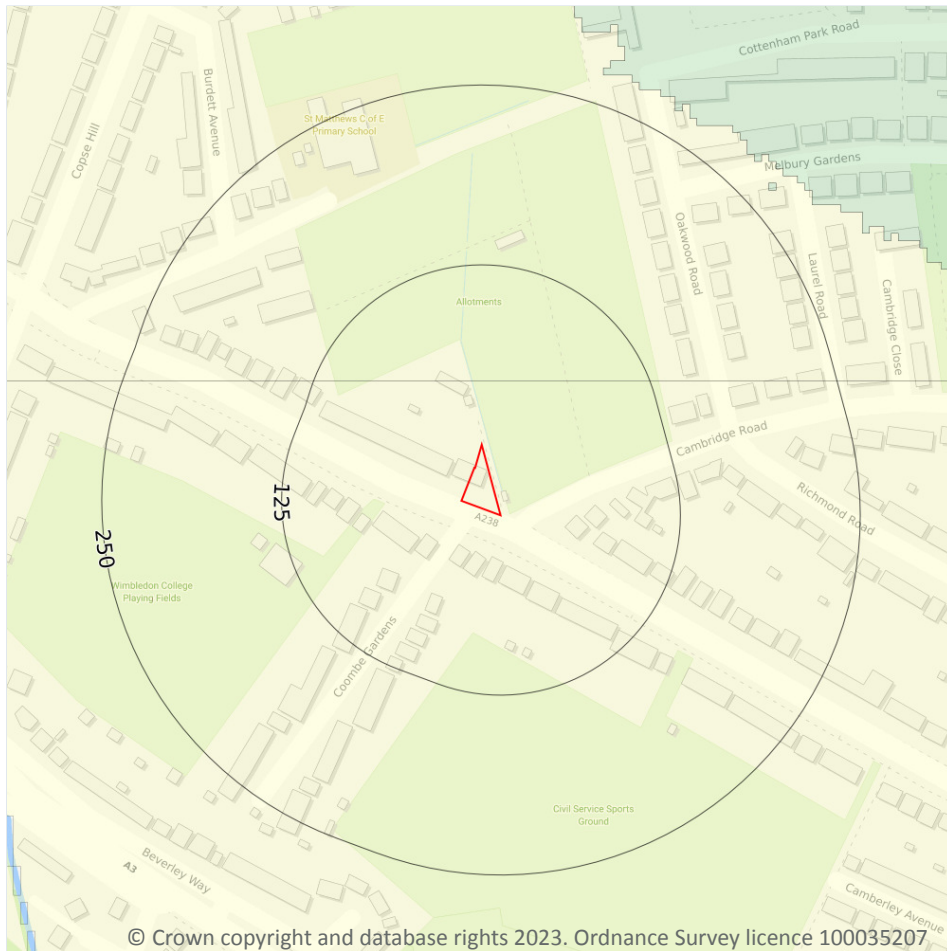 Cottenham Park Road
Burdett Avenue
Copse Hill
St Matthews C of E
Primary School
Melbury Gardens
Oakwood Road
Laurel Road
Cambridge Close
Allotments
Cambridge Road
125
A238
Richmond Road
250
Wimbledon College
Playing Fields
Coombe Gardens
Civil Service Sports
Ground
Beverley Way
A3
Camberley Avenue
© Crown copyright and database rights 2023. Ordnance Survey licence 100035207.